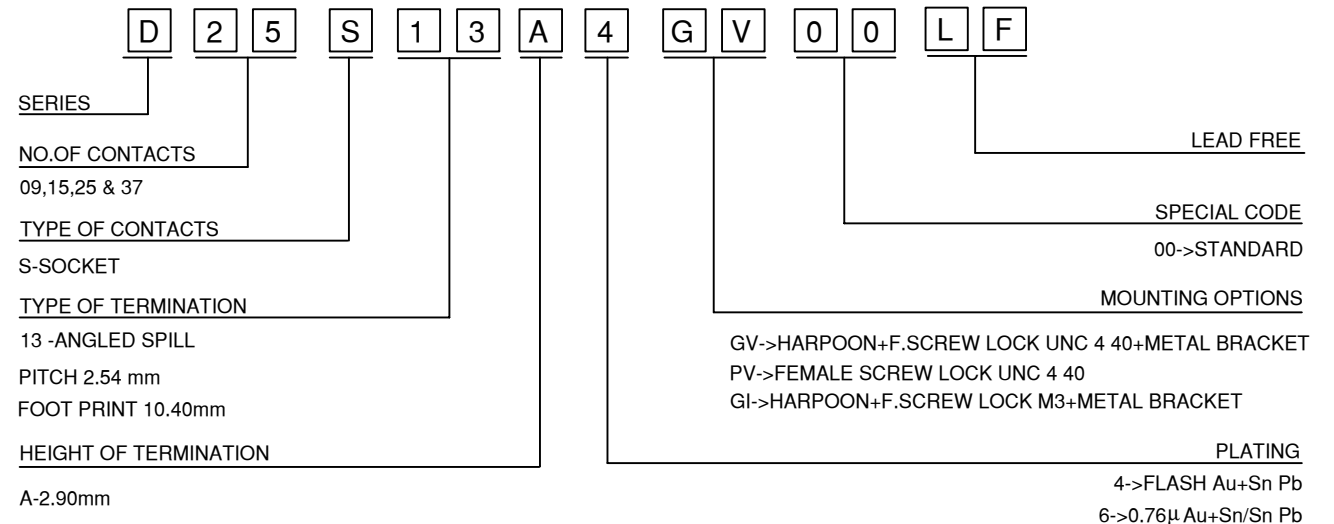 D 2 5 S 1 3 A 4 G V 0 0 L F
SERIES
NO.OF CONTACTS
09,15,25 & 37
TYPE OF CONTACTS
S-SOCKET
TYPE OF TERMINATION
13 -ANGLED SPILL
PITCH 2.54 mm
FOOT PRINT 10.40mm
HEIGHT OF TERMINATION
A-2.90mm
LEAD FREE
SPECIAL CODE
00->STANDARD
MOUNTING OPTIONS
GV->HARPOON+F.SCREW LOCK UNC 4 40+METAL BRACKET
PV->FEMALE SCREW LOCK UNC 4 40
GI->HARPOON+F.SCREW LOCK M3+METAL BRACKET
PLATING
4->FLASH Au+Sn Pb
6->0.76µ Au+Sn/Sn Pb